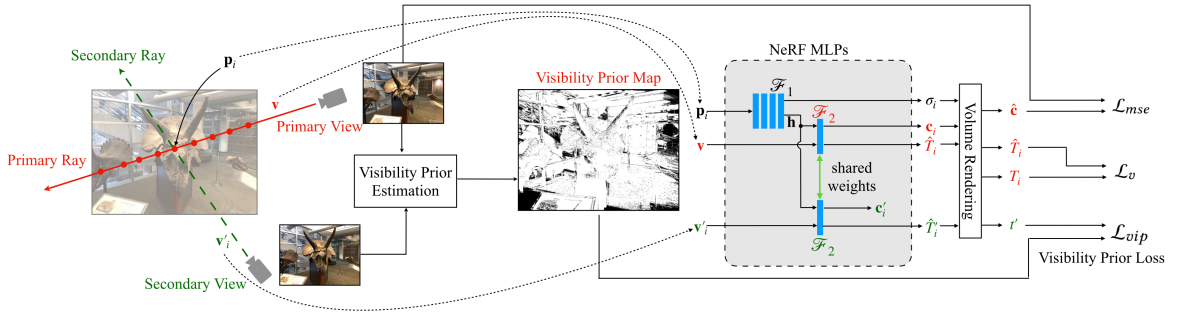 Secondary Ray
p_i
v
Primary View
Primary Ray
v'_i
Secondary View
Visibility Prior
Estimation
Visibility Prior Map
NeRF MLPs
p_i
v
v'_i
ℱ_1
h
ℱ_2
shared
weights
c'_i
ℱ_2
σ_i
c_i
T̂_i
T̂'_i
Volume Rendering
ĉ
T̂_i
T_i
t'
ℒ_mse
ℒ_v
ℒ_vip
Visibility Prior Loss